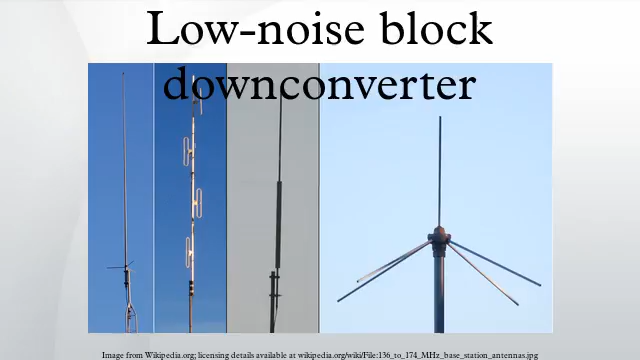 Low-noise block
downconverter
Image from Wikipedia.org; licensing details available at wikipedia.org/wiki/File:136_to_174_MHz_base_station_antennas.jpg